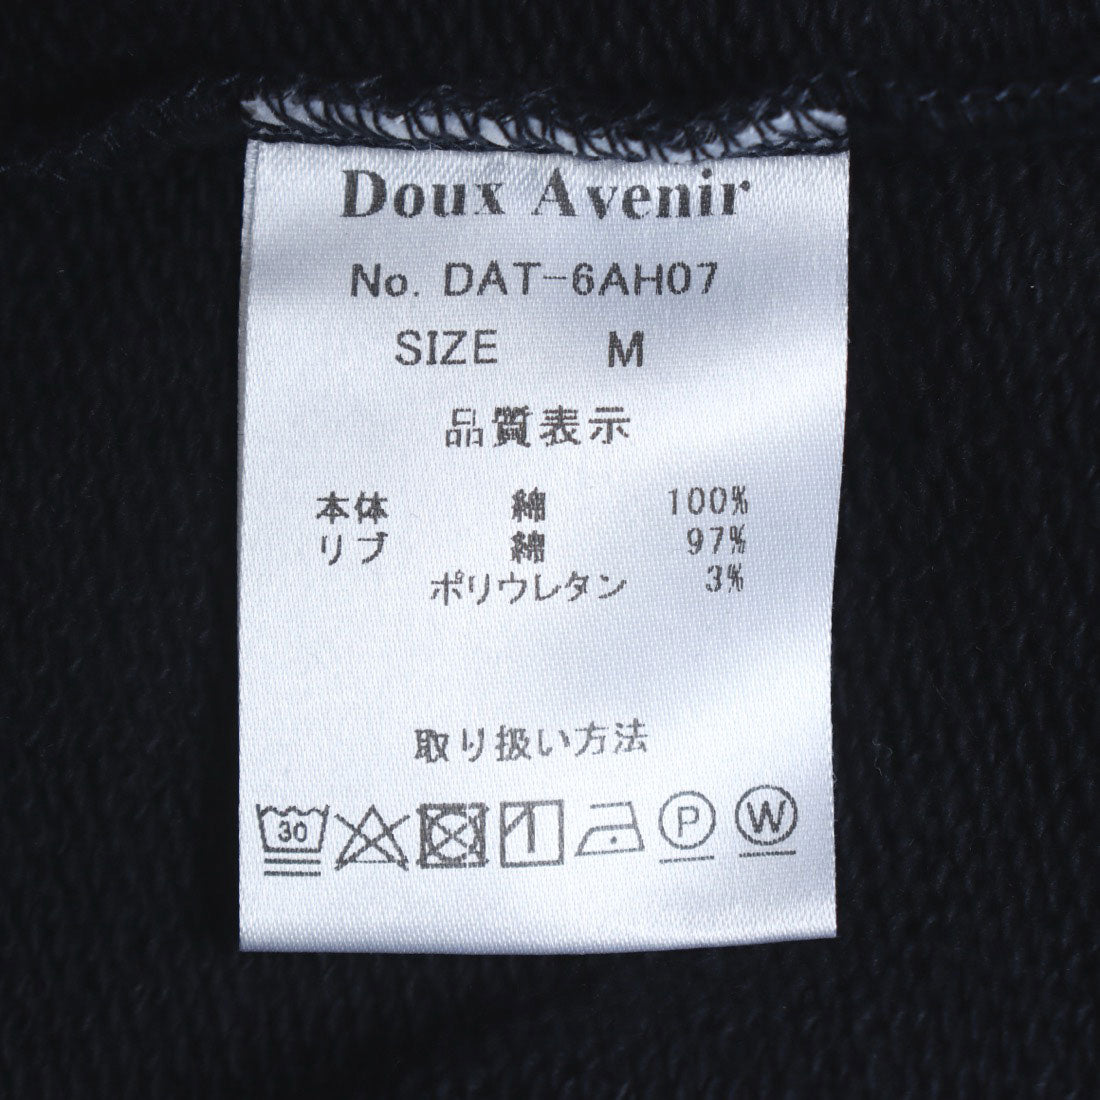 Doux Avenir
No. DAT-6AH07
SIZE M
品質表示
本体 綿 100%
リブ 綿 97%
ポリウレタン 3%
取り扱い方法
30 P W